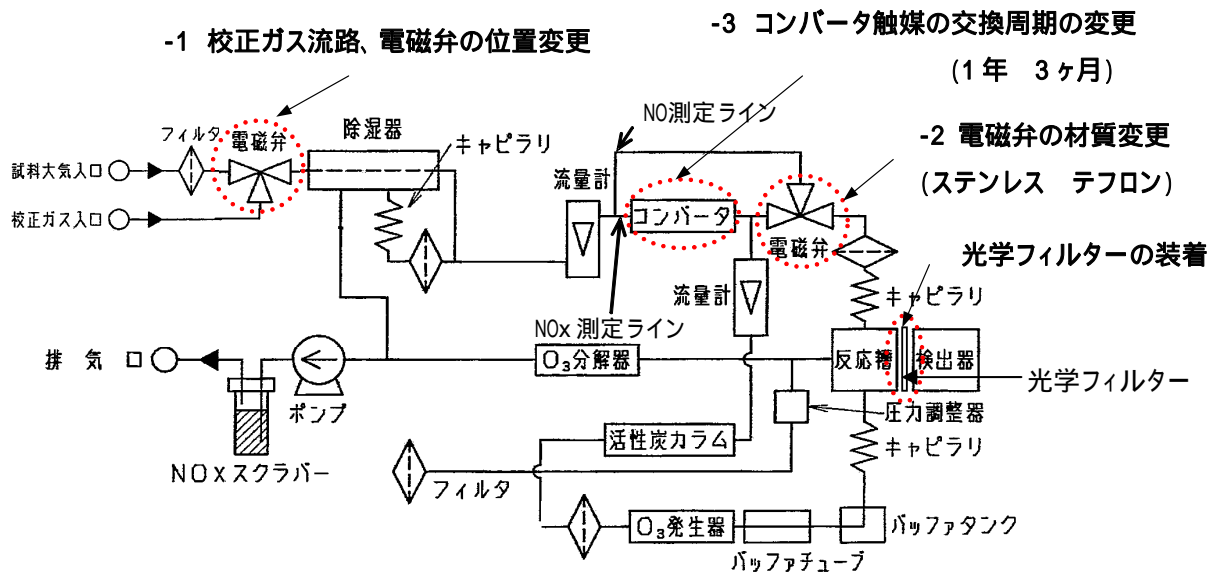 -1 校正ガス流路、電磁弁の位置変更
-3 コンバータ触媒の交換周期の変更
(1年 3ヶ月)
-2 電磁弁の材質変更
(ステンレス テフロン)
光学フィルターの装着
フィルタ
電磁弁
除湿器
キャピラリ
NO測定ライン
試料大気入口
校正ガス入口
流量計
コンバータ
電磁弁
流量計
キャピラリ
NOx測定ライン
排気口
ポンプ
O₃分解器
反応槽
検出器
光学フィルター
圧力調整器
キャピラリ
活性炭カラム
NOxスクラバー
フィルタ
O₃発生器
バッファチューブ
バッファタンク